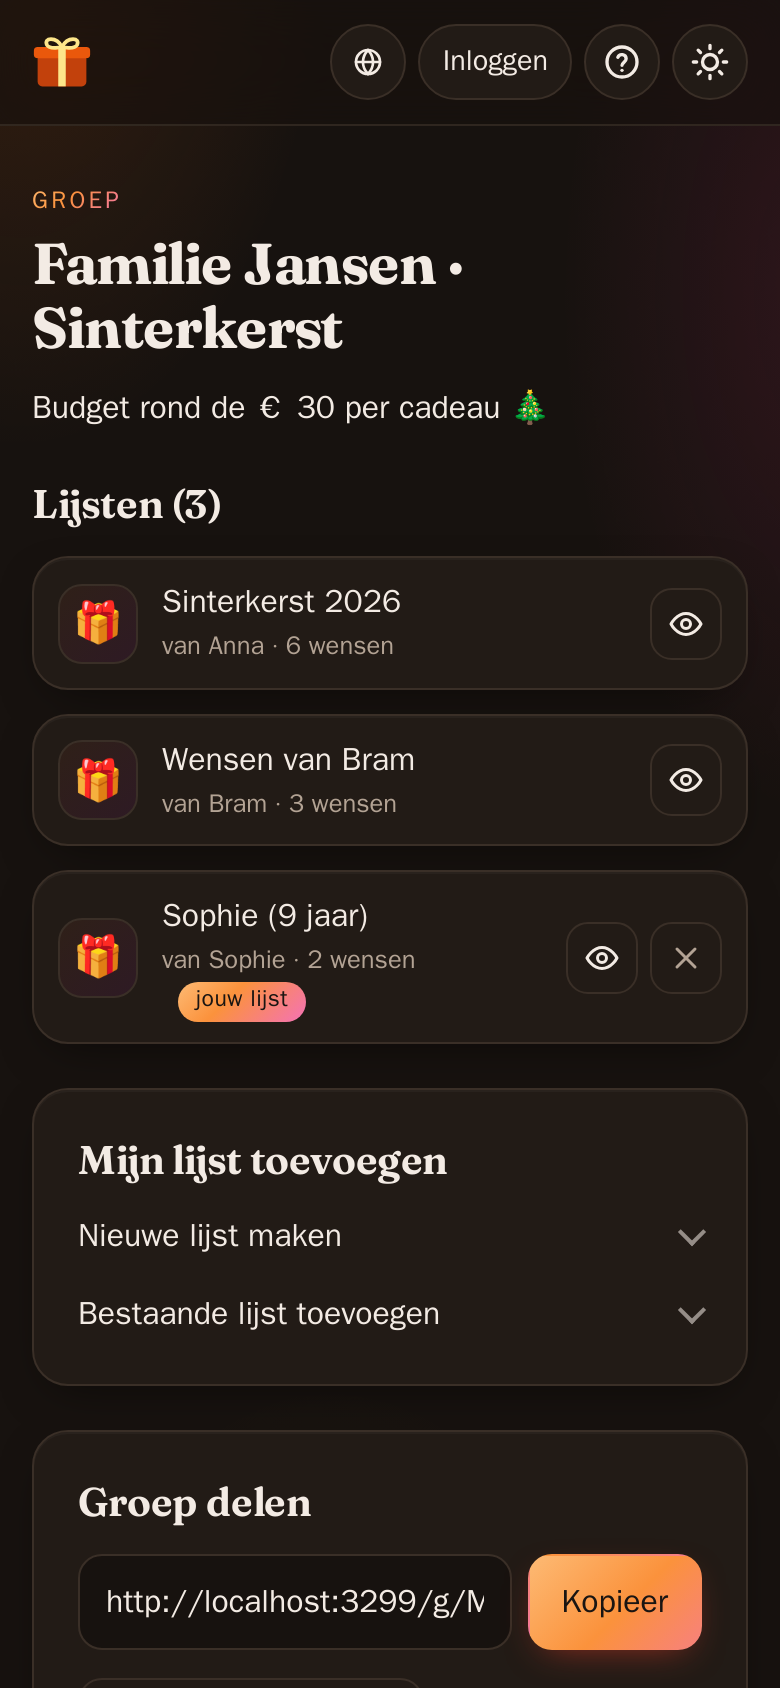 Inloggen
GROEP
Familie Jansen ·
Sinterkerst
Budget rond de € 30 per cadeau 🎄
Lijsten (3)
Sinterkerst 2026
van Anna · 6 wensen
Wensen van Bram
van Bram · 3 wensen
Sophie (9 jaar)
van Sophie · 2 wensen
jouw lijst
Mijn lijst toevoegen
Nieuwe lijst maken
Bestaande lijst toevoegen
Groep delen
http://localhost:3299/g/M
Kopieer